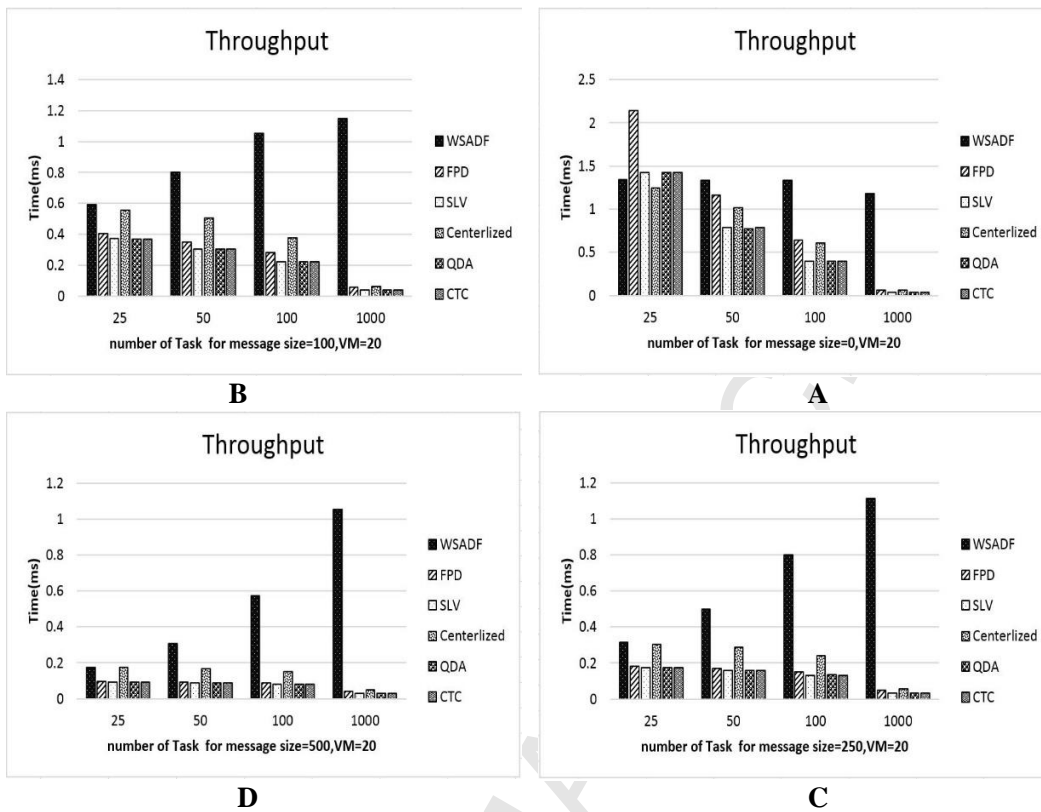 Throughput
1.4
1.2
1
0.8
0.6
0.4
0.2
0
Time(ms)
25 50 100 1000
number of Task for message size=100,VM=20
WSADF
FPD
SLV
Centerlized
QDA
CTC
B
Throughput
2.5
2
1.5
1
0.5
0
Time(ms)
25 50 100 1000
number of Task for message size=0,VM=20
WSADF
FPD
SLV
Centerlized
QDA
CTC
A
Throughput
1.2
1
0.8
0.6
0.4
0.2
0
Time(ms)
25 50 100 1000
number of Task for message size=500,VM=20
WSADF
FPD
SLV
Centerlized
QDA
CTC
D
Throughput
1.2
1
0.8
0.6
0.4
0.2
0
Time(ms)
25 50 100 1000
number of Task for message size=250,VM=20
WSADF
FPD
SLV
Centerlized
QDA
CTC
C